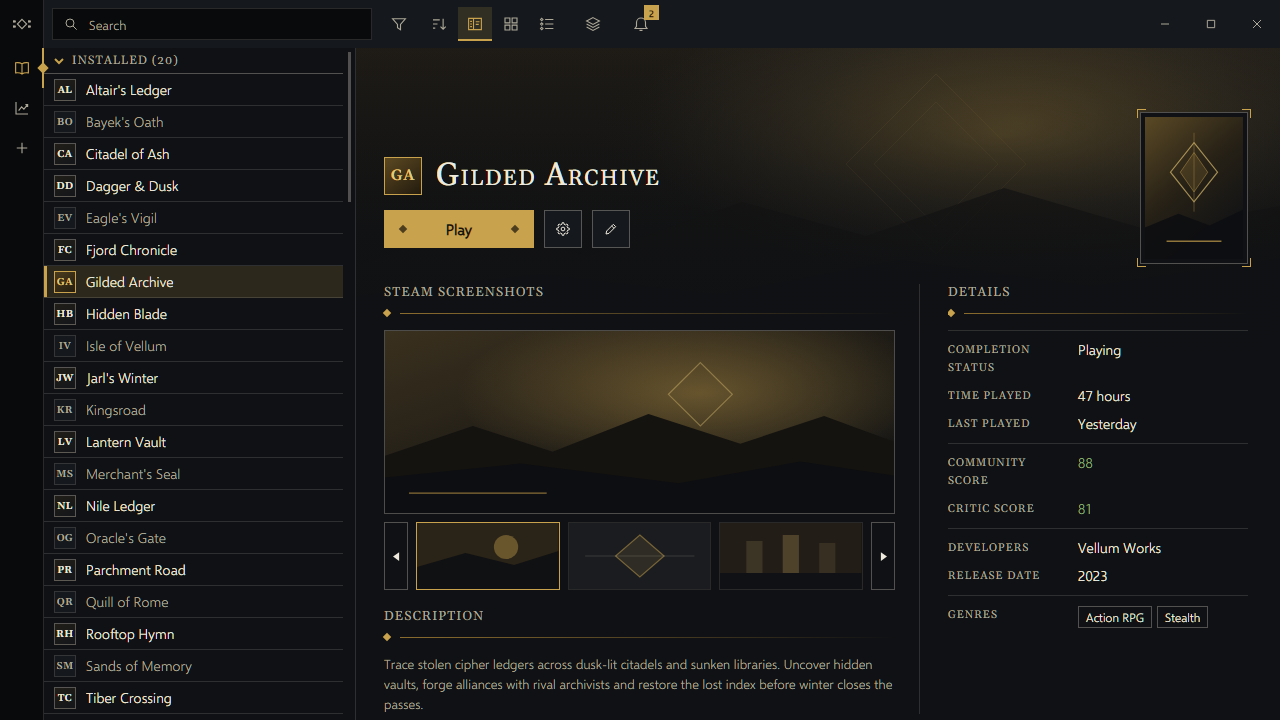 Search
2
INSTALLED (20)
AL Altair's Ledger
BO Bayek's Oath
CA Citadel of Ash
DD Dagger & Dusk
EV Eagle's Vigil
FC Fjord Chronicle
GA Gilded Archive
HB Hidden Blade
IV Isle of Vellum
JW Jarl's Winter
KR Kingsroad
LV Lantern Vault
MS Merchant's Seal
NL Nile Ledger
OG Oracle's Gate
PR Parchment Road
QR Quill of Rome
RH Rooftop Hymn
SM Sands of Memory
TC Tiber Crossing
GA Gilded Archive
Play
STEAM SCREENSHOTS
DESCRIPTION
Trace stolen cipher ledgers across dusk-lit citadels and sunken libraries. Uncover hidden
vaults, forge alliances with rival archivists and restore the lost index before winter closes the
passes.
DETAILS
COMPLETION STATUS Playing
TIME PLAYED 47 hours
LAST PLAYED Yesterday
COMMUNITY SCORE 88
CRITIC SCORE 81
DEVELOPERS Vellum Works
RELEASE DATE 2023
GENRES Action RPG Stealth